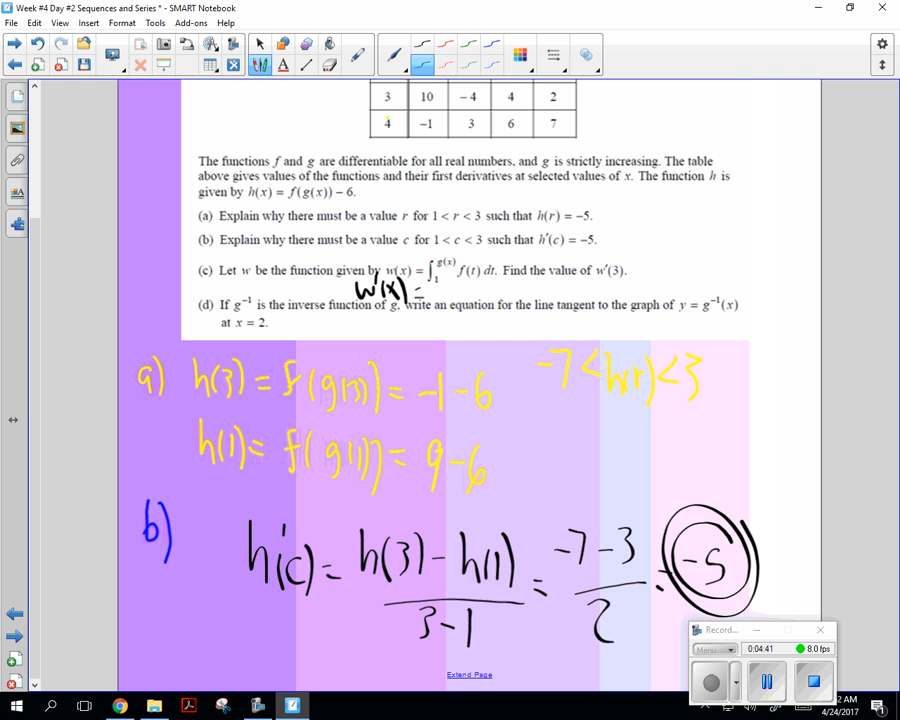 Week #4 Day #2 Sequences and Series * - SMART Notebook
File Edit View Insert Format Tools Add-ons Help
3 10 −4 4 2
4 −1 3 6 7
The functions f and g are differentiable for all real numbers, and g is strictly increasing. The table
above gives values of the functions and their first derivatives at selected values of x. The function h is
given by h(x) = f(g(x)) − 6.
(a) Explain why there must be a value r for 1 < r < 3 such that h(r) = −5.
(b) Explain why there must be a value c for 1 < c < 3 such that h′(c) = −5.
(c) Let w be the function given by w(x) = ∫₁^g(x) f(t) dt. Find the value of w′(3).
w'(x) =
(d) If g⁻¹ is the inverse function of g, write an equation for the line tangent to the graph of y = g⁻¹(x)
at x = 2.
a) h(3) = f(g(3)) = -1 - 6 -7 < h(r) < 3
h(1) = f(g(1)) = 9 - 6
b) h'(c) = h(3) - h(1) / 3 - 1 = -7 - 3 / 2 = -5
Extend Page
Record...
Menu 0:04:41 8.0 fps
4/24/2017